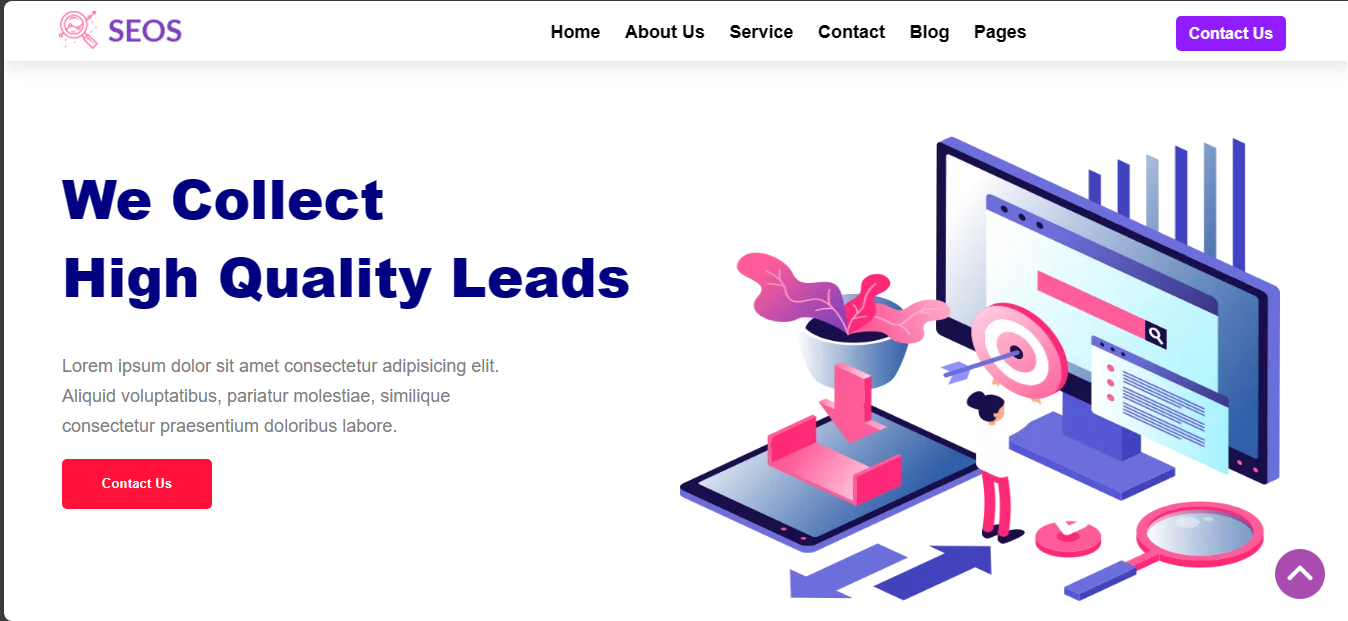 SEOS
Home About Us Service Contact Blog Pages
Contact Us
We Collect
High Quality Leads
Lorem ipsum dolor sit amet consectetur adipisicing elit.
Aliquid voluptatibus, pariatur molestiae, similique
consectetur praesentium doloribus labore.
Contact Us